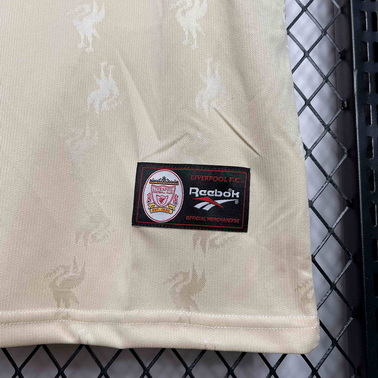 LIVERPOOL F.C.
Reebok
OFFICIAL MERCHANDISE